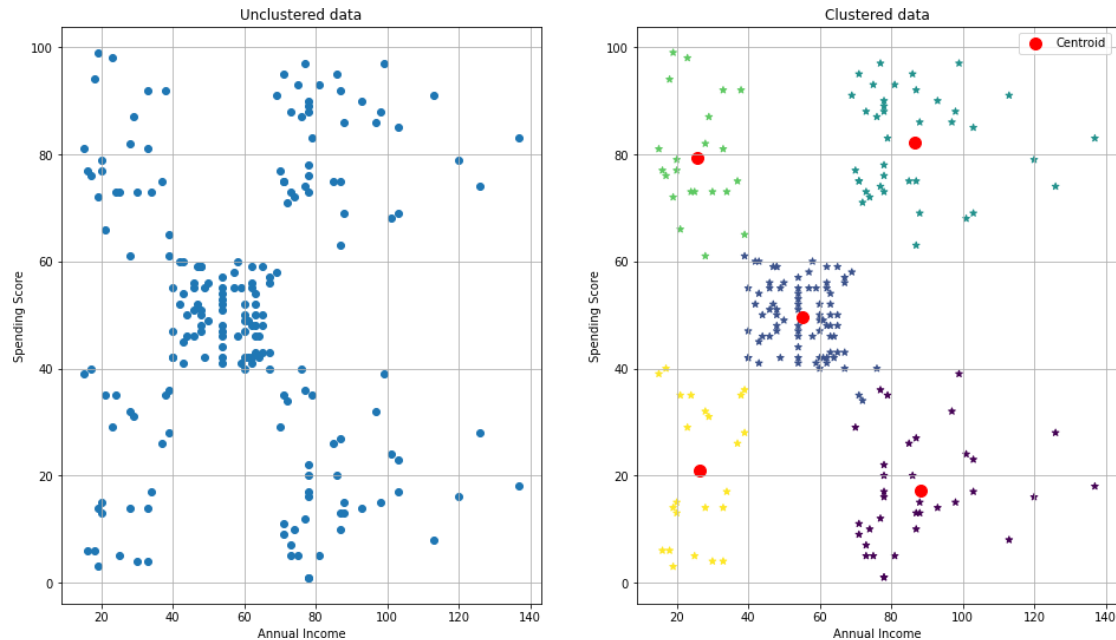 Unclustered data
100
80
60
40
20
0
Spending Score
20 40 60 80 100 120 140
Annual Income
Clustered data
Centroid
100
80
60
40
20
0
Spending Score
20 40 60 80 100 120 140
Annual Income